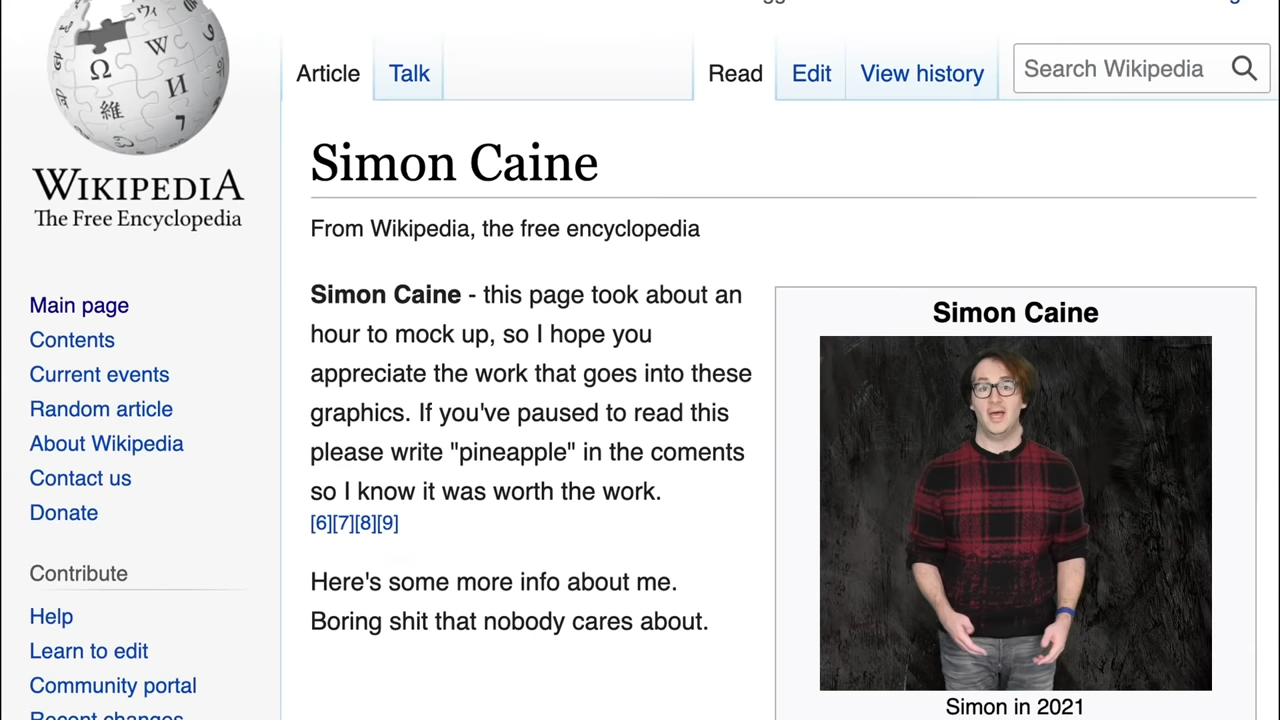 Article
Talk
Read
Edit
View history
Search Wikipedia
WIKIPEDIA
The Free Encyclopedia
Main page
Contents
Current events
Random article
About Wikipedia
Contact us
Donate
Contribute
Help
Learn to edit
Community portal
Recent changes
Simon Caine
From Wikipedia, the free encyclopedia
Simon Caine - this page took about an
hour to mock up, so I hope you
appreciate the work that goes into these
graphics. If you've paused to read this
please write "pineapple" in the coments
so I know it was worth the work.
[6][7][8][9]
Here's some more info about me.
Boring shit that nobody cares about.
Simon Caine
Simon in 2021